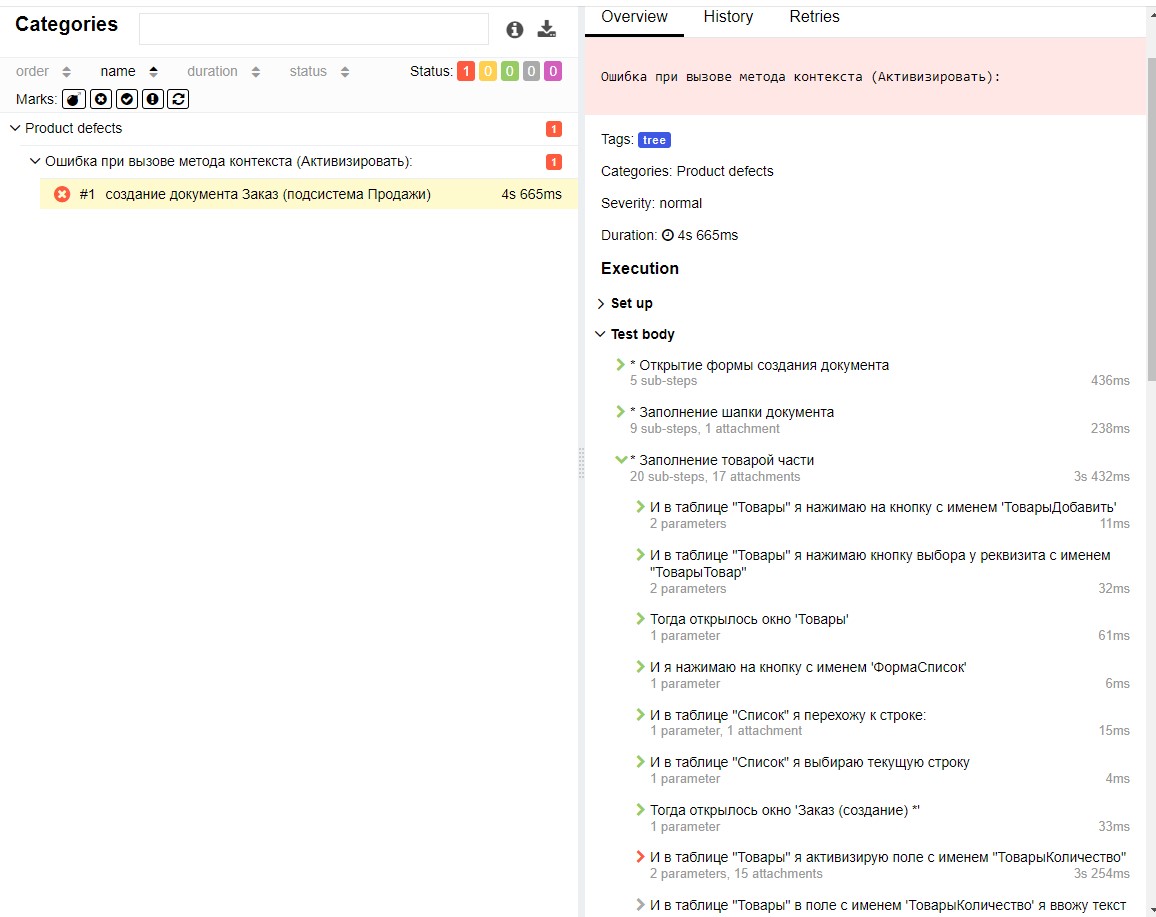 Categories
order name duration status Status: 1 0 0 0 0
Marks:
Product defects 1
Ошибка при вызове метода контекста (Активизировать): 1
#1 создание документа Заказ (подсистема Продажи) 4s 665ms
Overview History Retries
Ошибка при вызове метода контекста (Активизировать):
Tags: tree
Categories: Product defects
Severity: normal
Duration: 4s 665ms
Execution
Set up
Test body
* Открытие формы создания документа
5 sub-steps 436ms
* Заполнение шапки документа
9 sub-steps, 1 attachment 238ms
* Заполнение товарой части
20 sub-steps, 17 attachments 3s 432ms
И в таблице "Товары" я нажимаю на кнопку с именем 'ТоварыДобавить'
2 parameters 11ms
И в таблице "Товары" я нажимаю кнопку выбора у реквизита с именем
"ТоварыТовар"
2 parameters 32ms
Тогда открылось окно 'Товары'
1 parameter 61ms
И я нажимаю на кнопку с именем 'ФормаСписок'
1 parameter 6ms
И в таблице "Список" я перехожу к строке:
1 parameter, 1 attachment 15ms
И в таблице "Список" я выбираю текущую строку
1 parameter 4ms
Тогда открылось окно 'Заказ (создание) *'
1 parameter 33ms
И в таблице "Товары" я активизирую поле с именем "ТоварыКоличество"
2 parameters, 15 attachments 3s 254ms
И в таблице "Товары" в поле с именем 'ТоварыКоличество' я ввожу текст